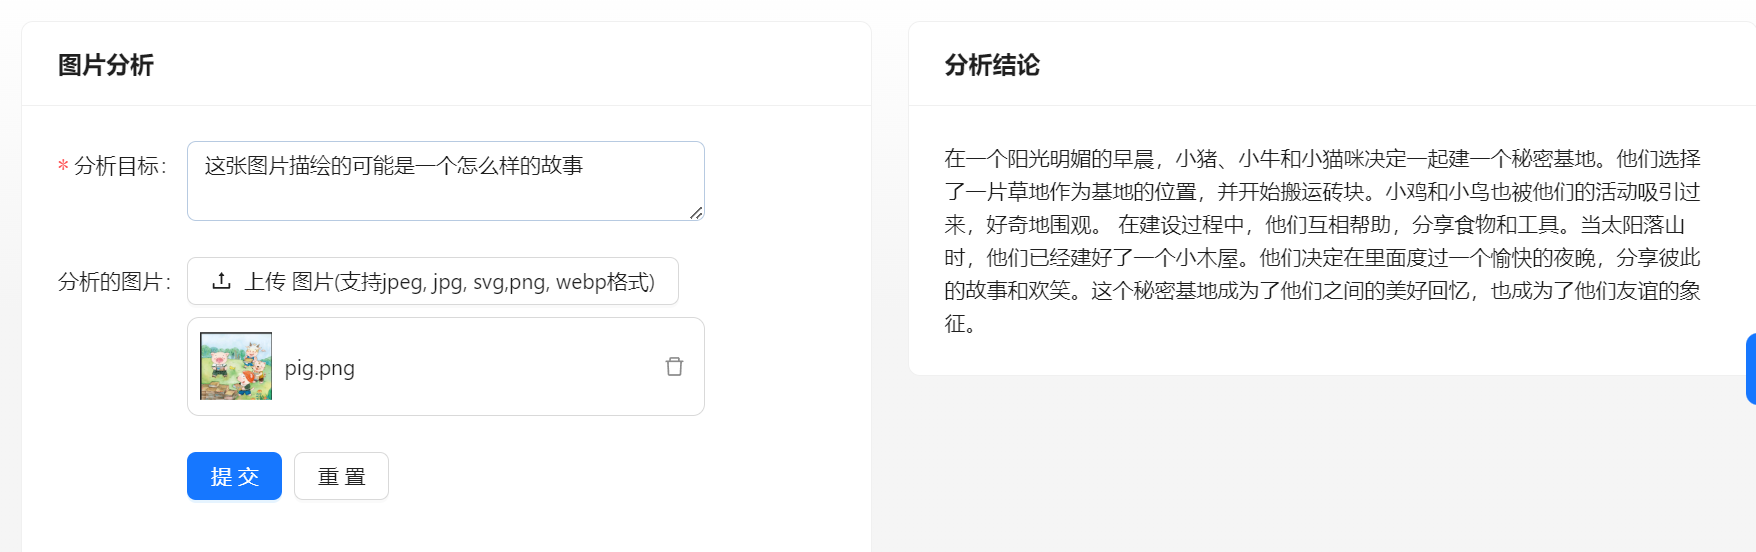 图片分析
* 分析目标：
这张图片描绘的可能是一个怎么样的故事
分析的图片：
上传 图片(支持jpeg, jpg, svg,png, webp格式)
pig.png
提 交
重 置
分析结论
在一个阳光明媚的早晨，小猪、小牛和小猫咪决定一起建一个秘密基地。他们选择
了一片草地作为基地的位置，并开始搬运砖块。小鸡和小鸟也被他们的活动吸引过
来，好奇地围观。 在建设过程中，他们互相帮助，分享食物和工具。当太阳落山
时，他们已经建好了一个小木屋。他们决定在里面度过一个愉快的夜晚，分享彼此
的故事和欢笑。这个秘密基地成为了他们之间的美好回忆，也成为了他们友谊的象
征。